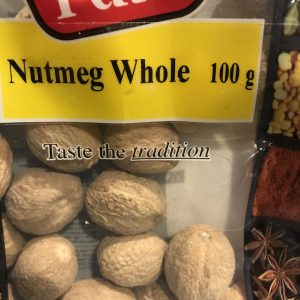 Nutmeg Whole 100 g
Taste the tradition